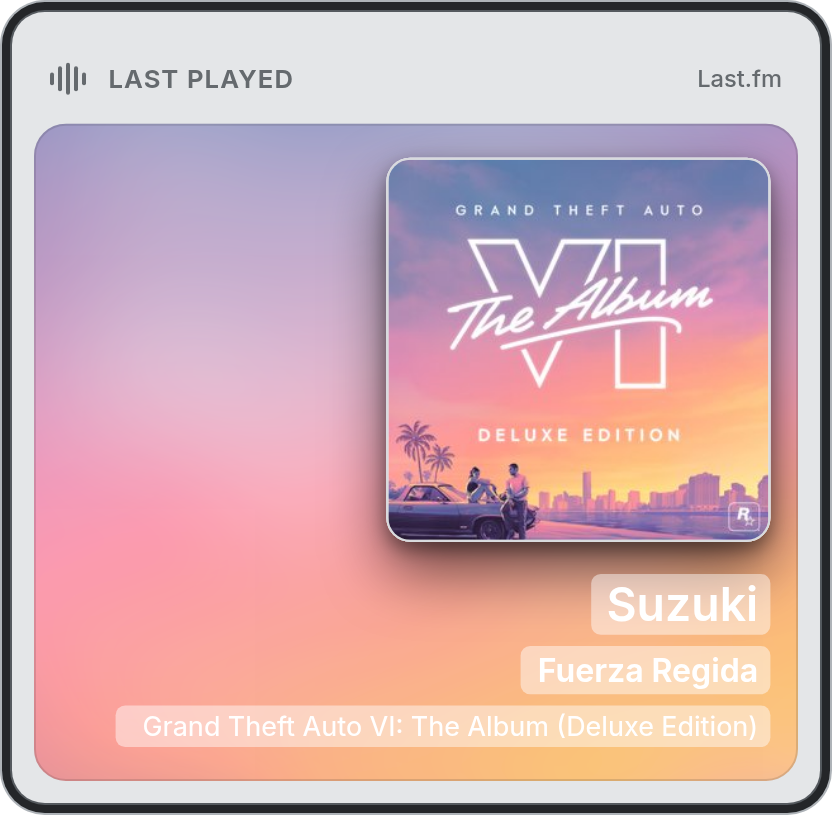 LAST PLAYED
Last.fm
GRAND THEFT AUTO
VI
The Album
DELUXE EDITION
R
Suzuki
Fuerza Regida
Grand Theft Auto VI: The Album (Deluxe Edition)